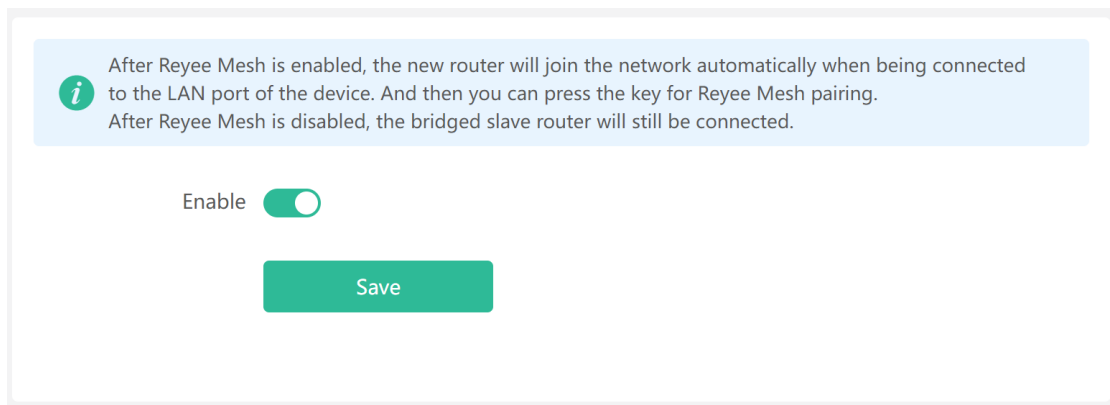 After Reyee Mesh is enabled, the new router will join the network automatically when being connected
to the LAN port of the device. And then you can press the key for Reyee Mesh pairing.
After Reyee Mesh is disabled, the bridged slave router will still be connected.
Enable
Save